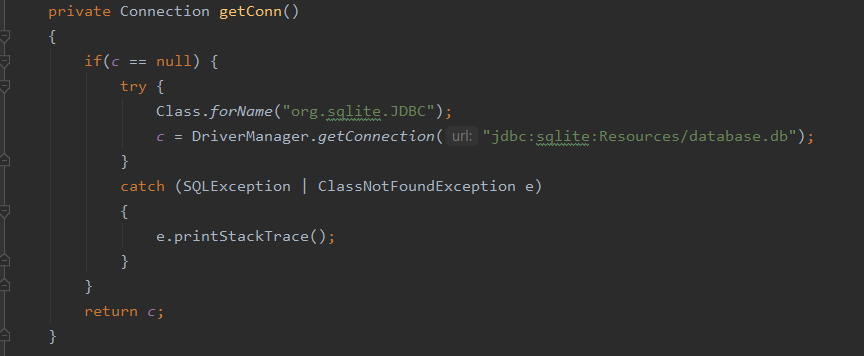 private Connection getConn()
{
if(c == null) {
try {
Class.forName("org.sqlite.JDBC");
c = DriverManager.getConnection( url: "jdbc:sqlite:Resources/database.db");
}
catch (SQLException | ClassNotFoundException e)
{
e.printStackTrace();
}
}
return c;
}